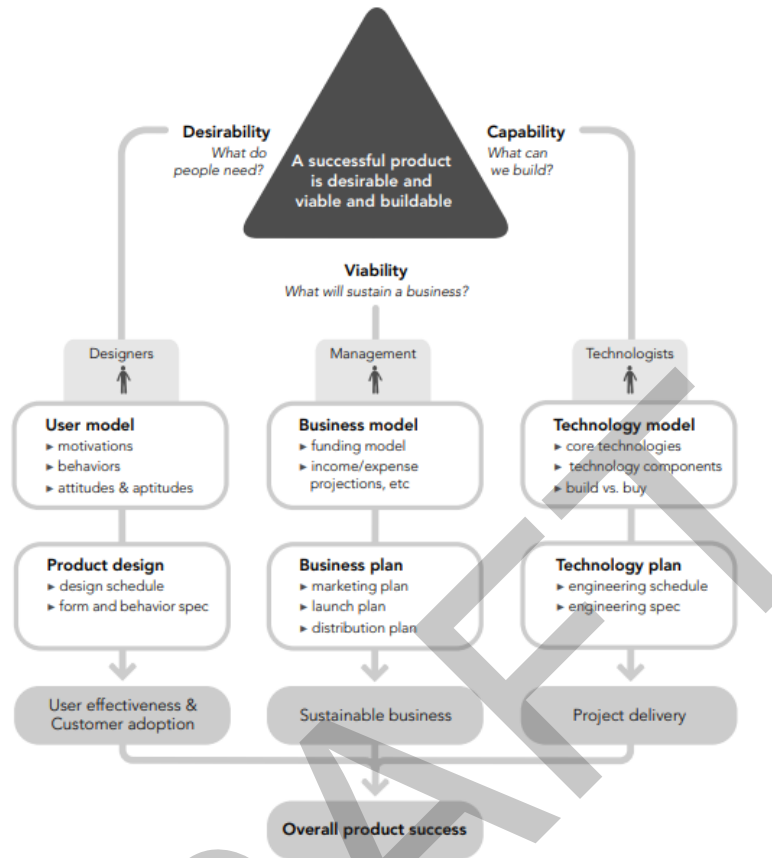 Desirability
What do
people need?
A successful product
is desirable and
viable and buildable
Capability
What can
we build?
Viability
What will sustain a business?
Designers
User model
▸ motivations
▸ behaviors
▸ attitudes & aptitudes
Product design
▸ design schedule
▸ form and behavior spec
User effectiveness &
Customer adoption
Management
Business model
▸ funding model
▸ income/expense
projections, etc
Business plan
▸ marketing plan
▸ launch plan
▸ distribution plan
Sustainable business
Technologists
Technology model
▸ core technologies
▸ technology components
▸ build vs. buy
Technology plan
▸ engineering schedule
▸ engineering spec
Project delivery
Overall product success